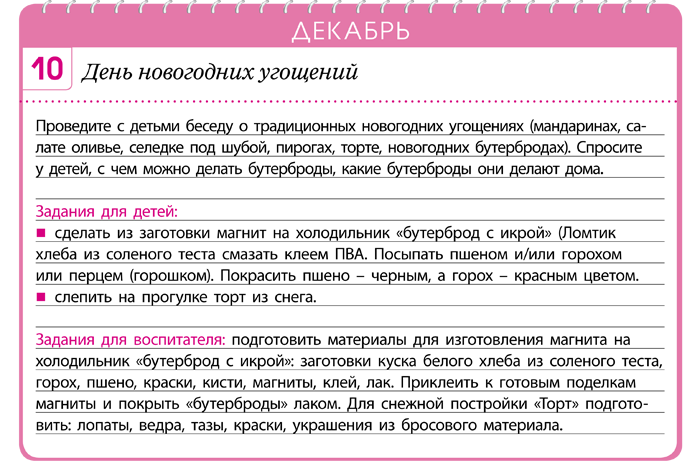 ДЕКАБРЬ
10 День новогодних угощений
Проведите с детьми беседу о традиционных новогодних угощениях (мандаринах, са-
лате оливье, селедке под шубой, пирогах, торте, новогодних бутербродах). Спросите
у детей, с чем можно делать бутерброды, какие бутерброды они делают дома.
Задания для детей:
■ сделать из заготовки магнит на холодильник «бутерброд с икрой» (Ломтик
хлеба из соленого теста смазать клеем ПВА. Посыпать пшеном и/или горохом
или перцем (горошком). Покрасить пшено – черным, а горох – красным цветом.
■ слепить на прогулке торт из снега.
Задания для воспитателя: подготовить материалы для изготовления магнита на
холодильник «бутерброд с икрой»: заготовки куска белого хлеба из соленого теста,
горох, пшено, краски, кисти, магниты, клей, лак. Приклеить к готовым поделкам
магниты и покрыть «бутерброды» лаком. Для снежной постройки «Торт» подгото-
вить: лопаты, ведра, тазы, краски, украшения из бросового материала.